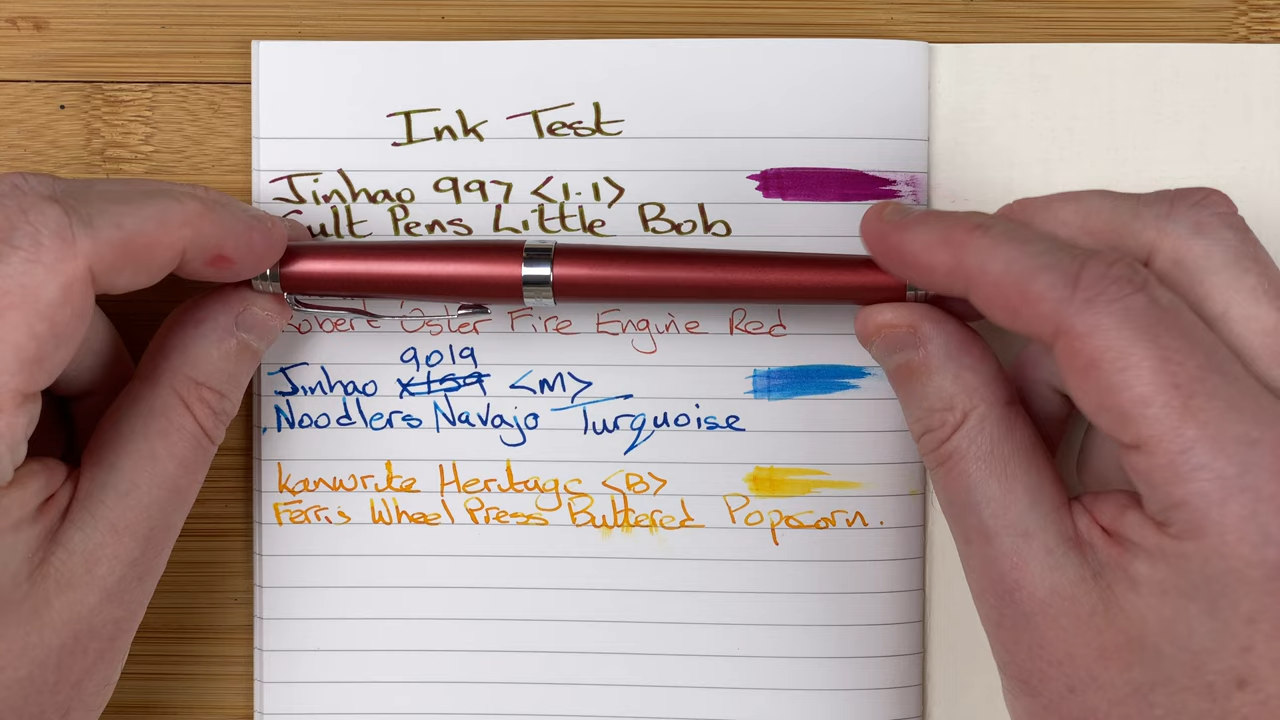 Ink Test
Jinhao 997 <1.1>
Cult Pens Little Bob
Robert Oster Fire Engine Red
9019
Jinhao x159 <M>
Noodlers Navajo Turquoise
Kanwrite Heritage <B>
Ferris Wheel Press Buttered Popcorn.